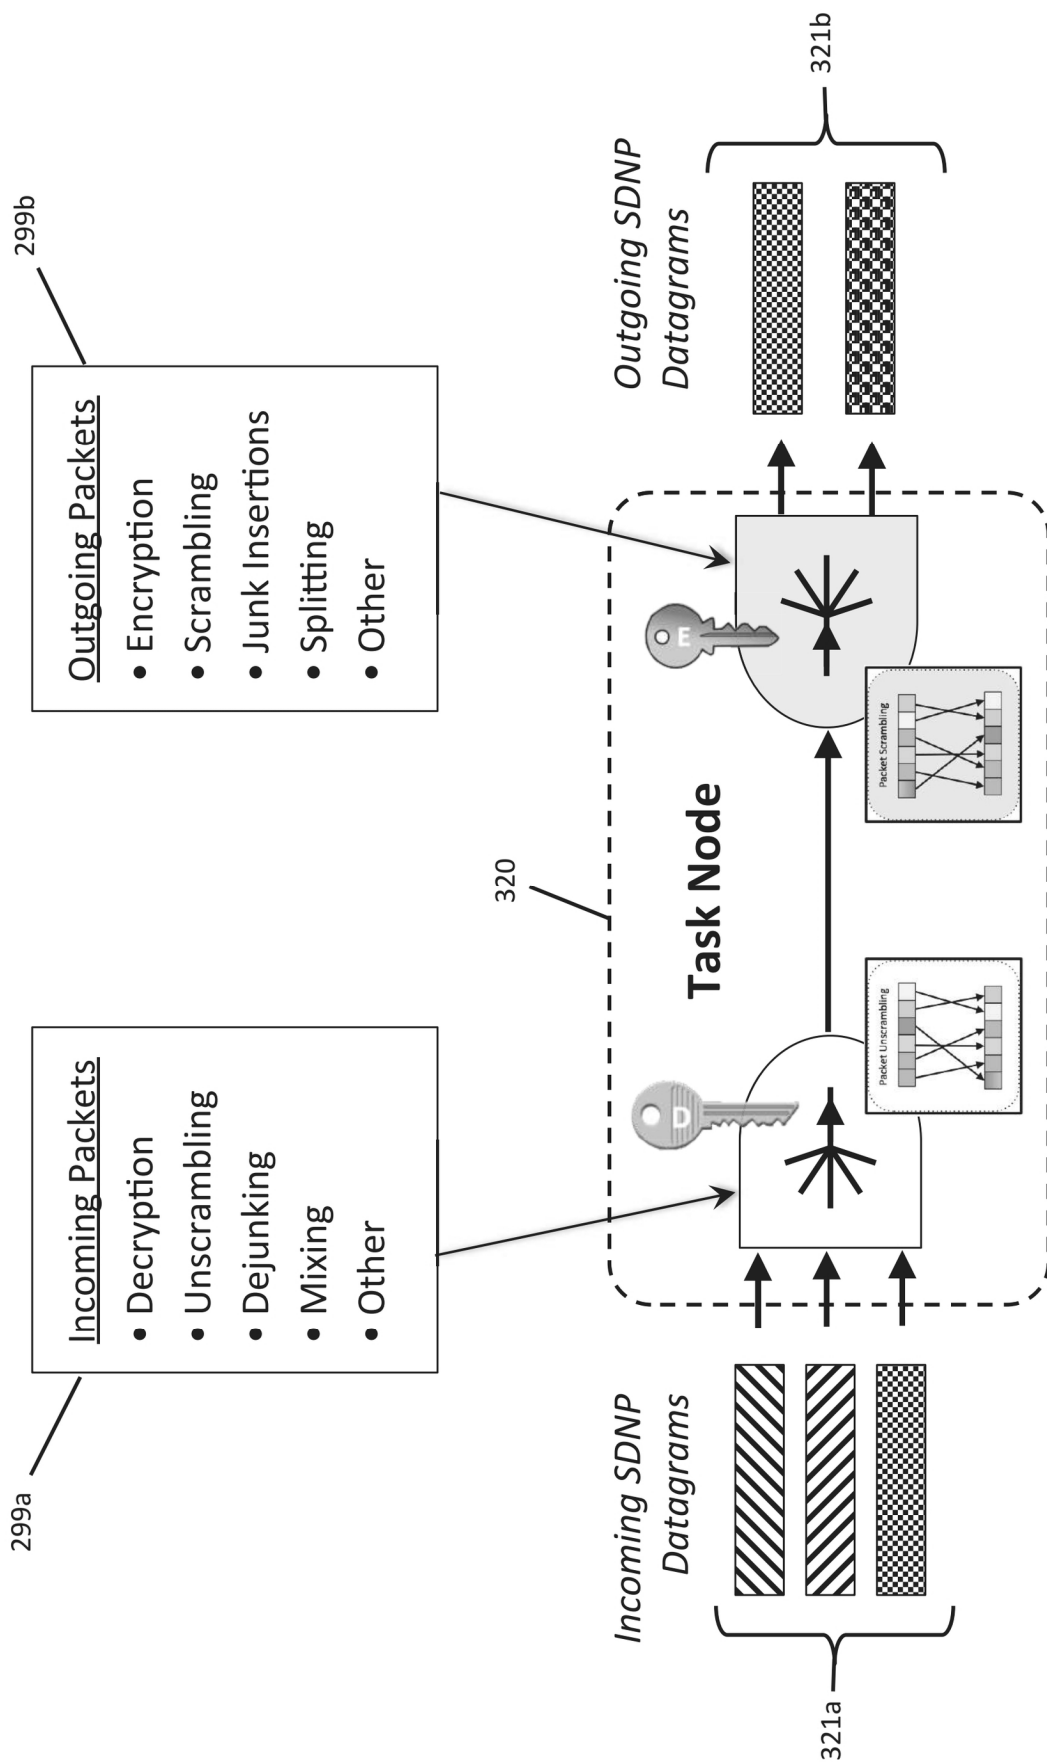 299a
Incoming Packets
• Decryption
• Unscrambling
• Dejunking
• Mixing
• Other
299b
Outgoing Packets
• Encryption
• Scrambling
• Junk Insertions
• Splitting
• Other
320
Incoming SDNP
Datagrams
321a
Task Node
D
Packet Unscrambling
E
Packet Scrambling
Outgoing SDNP
Datagrams
321b